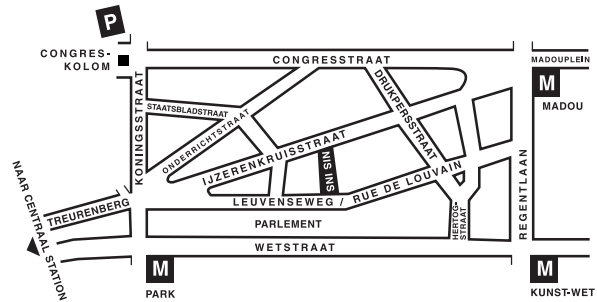 P
CONGRES-
KOLOM
CONGRESSTRAAT
MADOUPLEIN
M
MADOU
KONINGSSTRAAT
STAATSBLADSTRAAT
ONDERRICHTSTRAAT
DRUKPERSSTRAAT
IJZERENKRUISSTRAAT
NIS INS
REGENTLAAN
NAAR CENTRAAL STATION
TREURENBERG
LEUVENSEWEG / RUE DE LOUVAIN
HERTOG-
STRAAT
PARLEMENT
WETSTRAAT
M
PARK
M
KUNST-WET